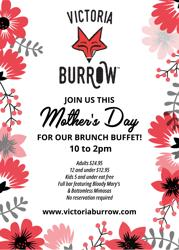 VICTORIA
BURROW
JOIN US THIS
Mother's Day
FOR OUR BRUNCH BUFFET!
10 to 2pm
Adults $24.95
12 and under $12.95
Kids 5 and under eat free
Full bar featuring Bloody Mary's
& Bottomless Mimosas
No reservation required
www.victoriaburrow.com